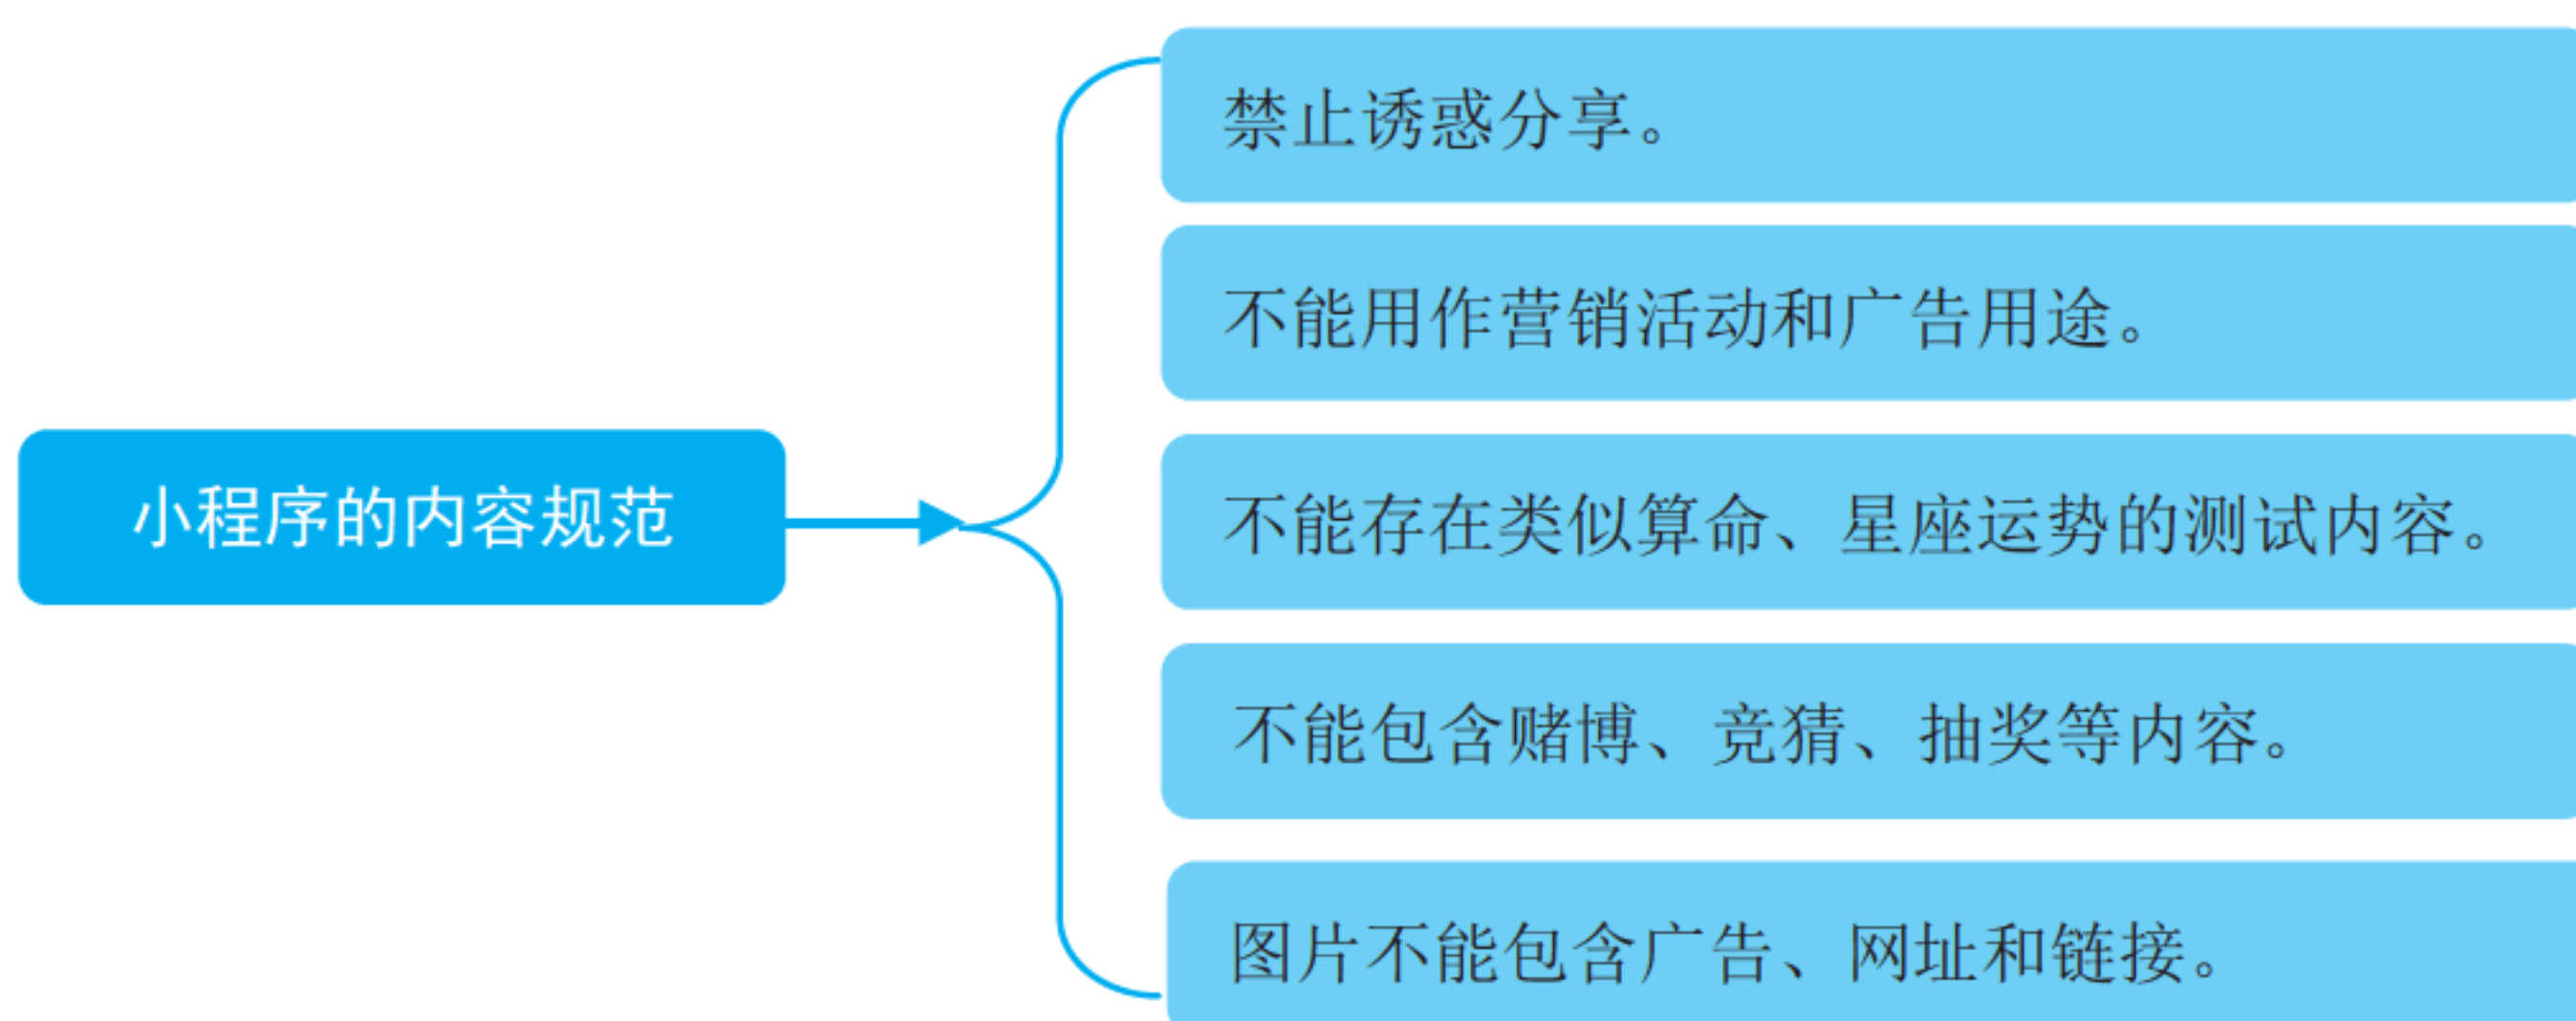 禁止诱惑分享。
不能用作营销活动和广告用途。
小程序的内容规范
不能存在类似算命、星座运势的测试内容。
不能包含赌博、竞猜、抽奖等内容。
图片不能包含广告、网址和链接。